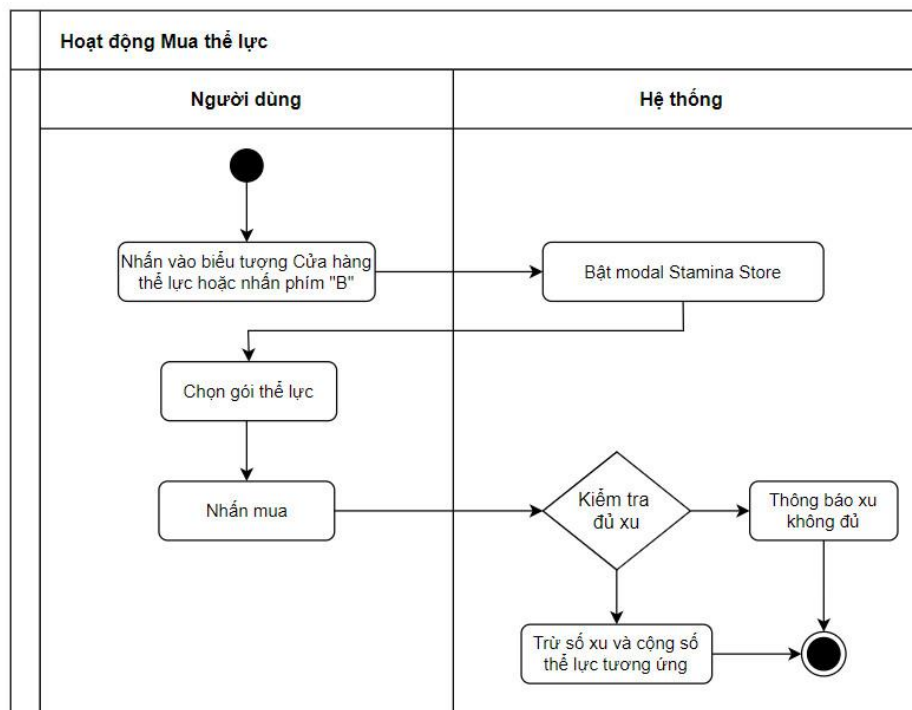 Hoạt động Mua thể lực
Người dùng
Hệ thống
Nhấn vào biểu tượng Cửa hàng
thể lực hoặc nhấn phím "B"
Bật modal Stamina Store
Chọn gói thể lực
Nhấn mua
Kiểm tra
đủ xu
Thông báo xu
không đủ
Trừ số xu và cộng số
thể lực tương ứng